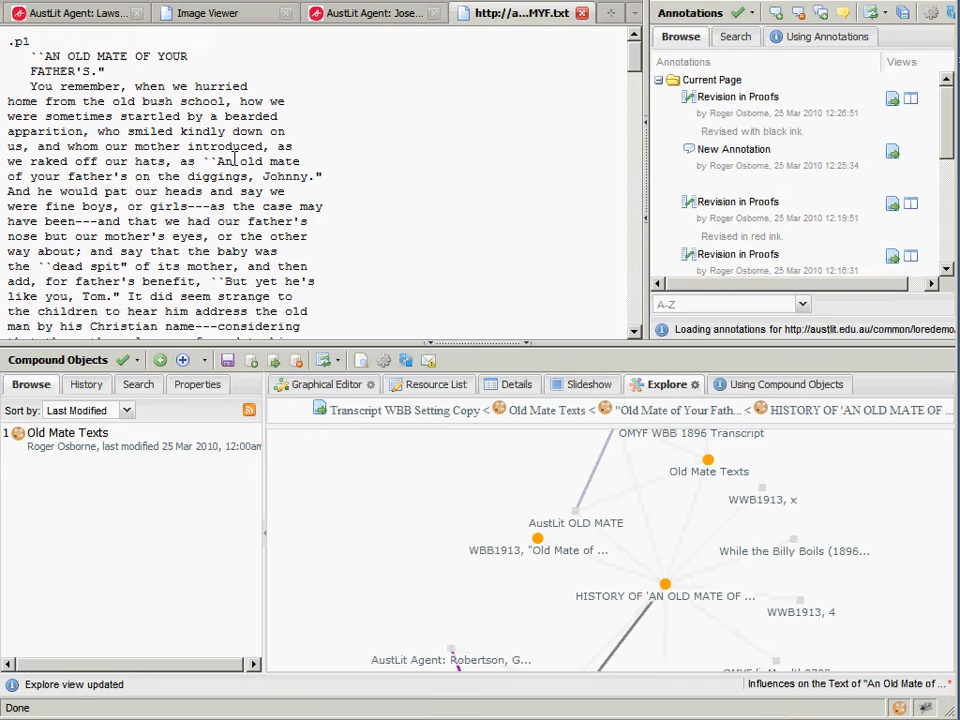 AustLit Agent: Laws...
Image Viewer
AustLit Agent: Jose...
http://a...MYF.txt
.p1
``AN OLD MATE OF YOUR
FATHER'S."
You remember, when we hurried
home from the old bush school, how we
were sometimes startled by a bearded
apparition, who smiled kindly down on
us, and whom our mother introduced, as
we raked off our hats, as ``An old mate
of your father's on the diggings, Johnny."
And he would pat our heads and say we
were fine boys, or girls---as the case may
have been---and that we had our father's
nose but our mother's eyes, or the other
way about; and say that the baby was
the ``dead spit" of its mother, and then
add, for father's benefit, ``But yet he's
like you, Tom." It did seem strange to
the children to hear him address the old
man by his Christian name---considering
Annotations
Browse
Search
Using Annotations
Annotations
Views
Current Page
Revision in Proofs
by Roger Osborne, 25 Mar 2010 12:26:51
Revised with black ink.
New Annotation
by Roger Osborne, 25 Mar 2010 12:25:34
Revision in Proofs
by Roger Osborne, 25 Mar 2010 12:19:51
Revised in red ink.
Revision in Proofs
by Roger Osborne, 25 Mar 2010 12:16:31
A-Z
Loading annotations for http://austlit.edu.au/common/loredemo.
Compound Objects
Browse
History
Search
Properties
Sort by:
Last Modified
1
Old Mate Texts
Roger Osborne, last modified 25 Mar 2010, 12:00am
Graphical Editor
Resource List
Details
Slideshow
Explore
Using Compound Objects
Transcript WBB Setting Copy <
Old Mate Texts <
"Old Mate of Your Fath... <
HISTORY OF 'AN OLD MATE OF ...
OMYF WBB 1896 Transcript
Old Mate Texts
WWB1913, x
AustLit OLD MATE
WBB1913, "Old Mate of ...
While the Billy Boils (1896...
HISTORY OF 'AN OLD MATE OF ...
WWB1913, 4
AustLit Agent: Robertson, G...
Explore view updated
Influences on the Text of "An Old Mate of ... *
Done